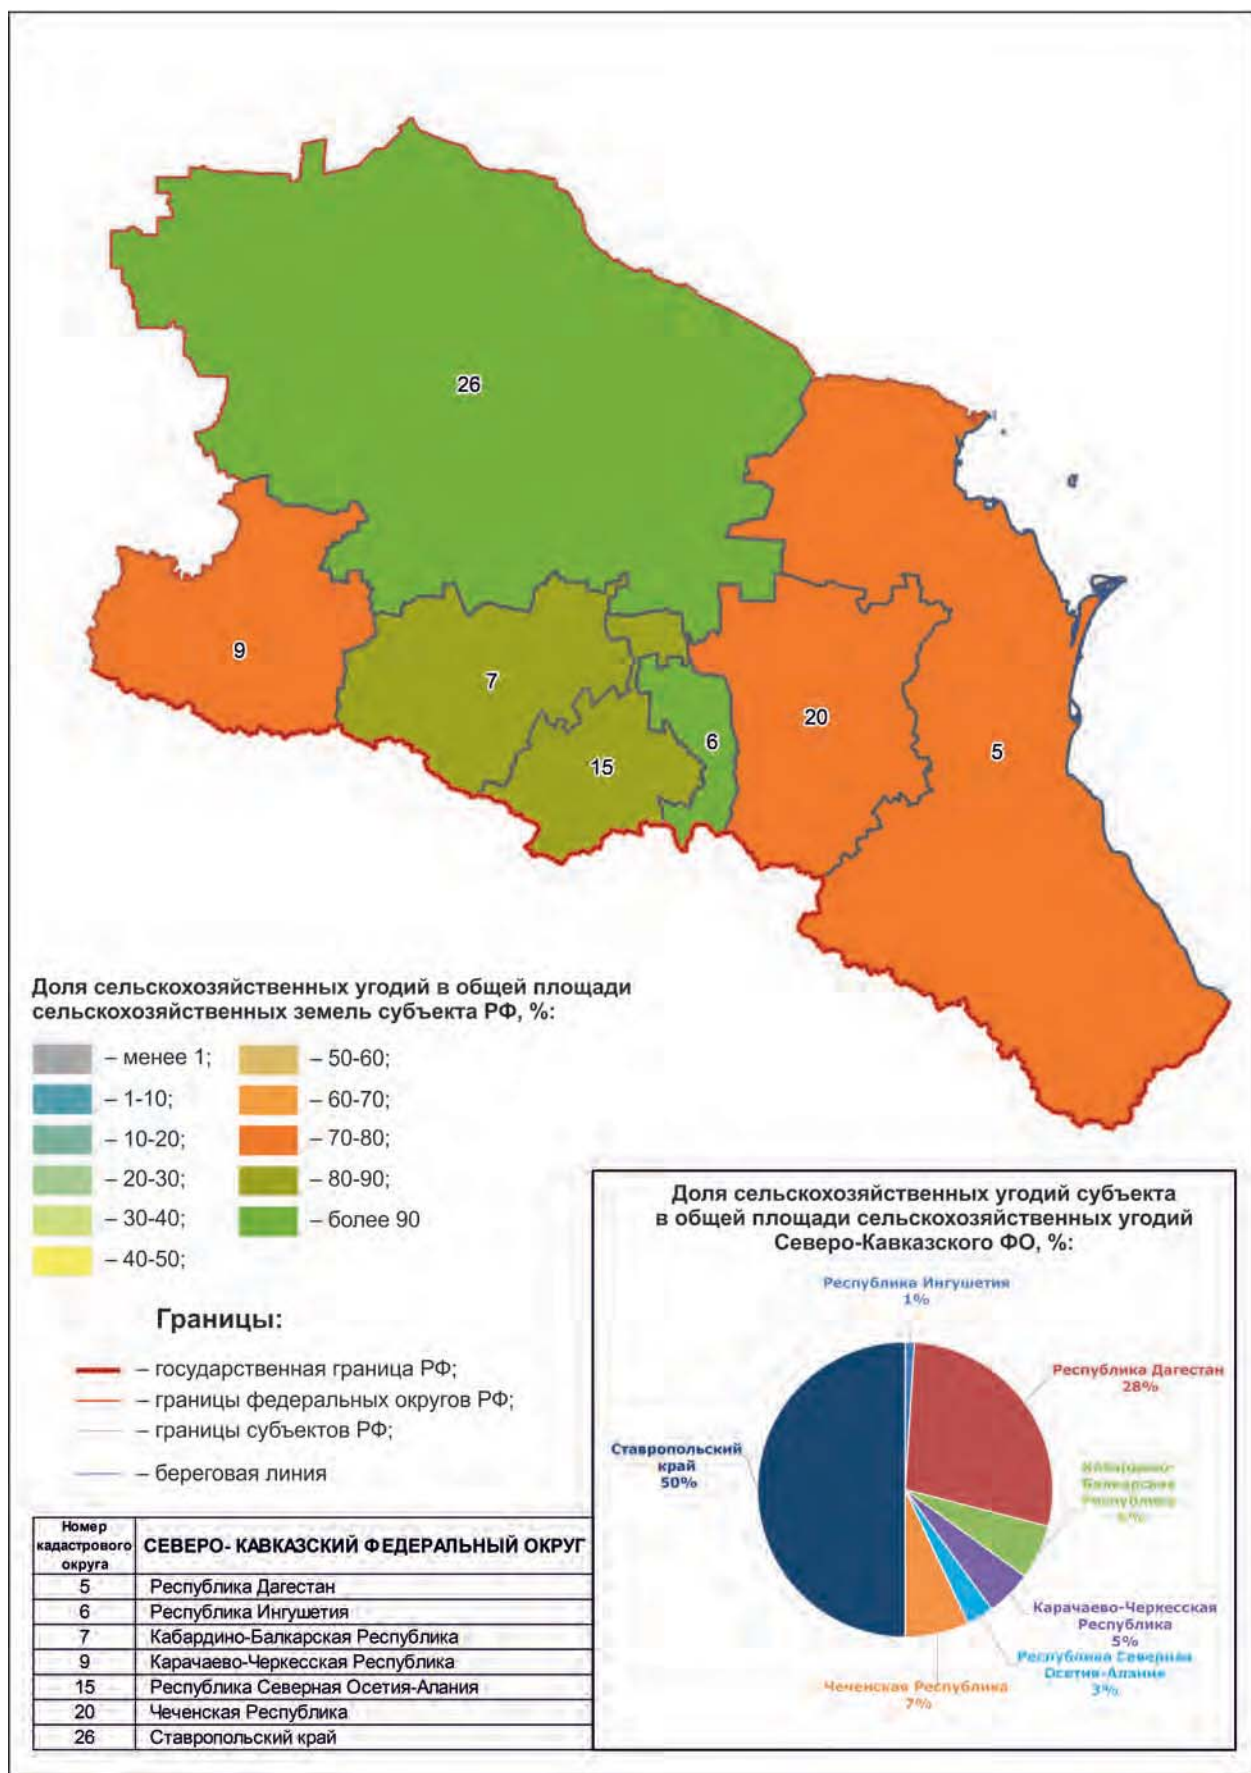 26
9
7
6
20
5
15
Доля сельскохозяйственных угодий в общей площади
сельскохозяйственных земель субъекта РФ, %:
– менее 1;
– 1-10;
– 10-20;
– 20-30;
– 30-40;
– 40-50;
– 50-60;
– 60-70;
– 70-80;
– 80-90;
– более 90
Границы:
– государственная граница РФ;
– границы федеральных округов РФ;
– границы субъектов РФ;
– береговая линия
Номер
кадастрового
округа
СЕВЕРО- КАВКАЗСКИЙ ФЕДЕРАЛЬНЫЙ ОКРУГ
5 Республика Дагестан
6 Республика Ингушетия
7 Кабардино-Балкарская Республика
9 Карачаево-Черкесская Республика
15 Республика Северная Осетия-Алания
20 Чеченская Республика
26 Ставропольский край
Доля сельскохозяйственных угодий субъекта
в общей площади сельскохозяйственных угодий
Северо-Кавказского ФО, %:
Республика Ингушетия
1%
Республика Дагестан
28%
Кабардино-
Балкарская
Республика
6%
Карачаево-Черкесская
Республика
5%
Республика Северная
Осетия-Алания
3%
Чеченская Республика
7%
Ставропольский
край
50%